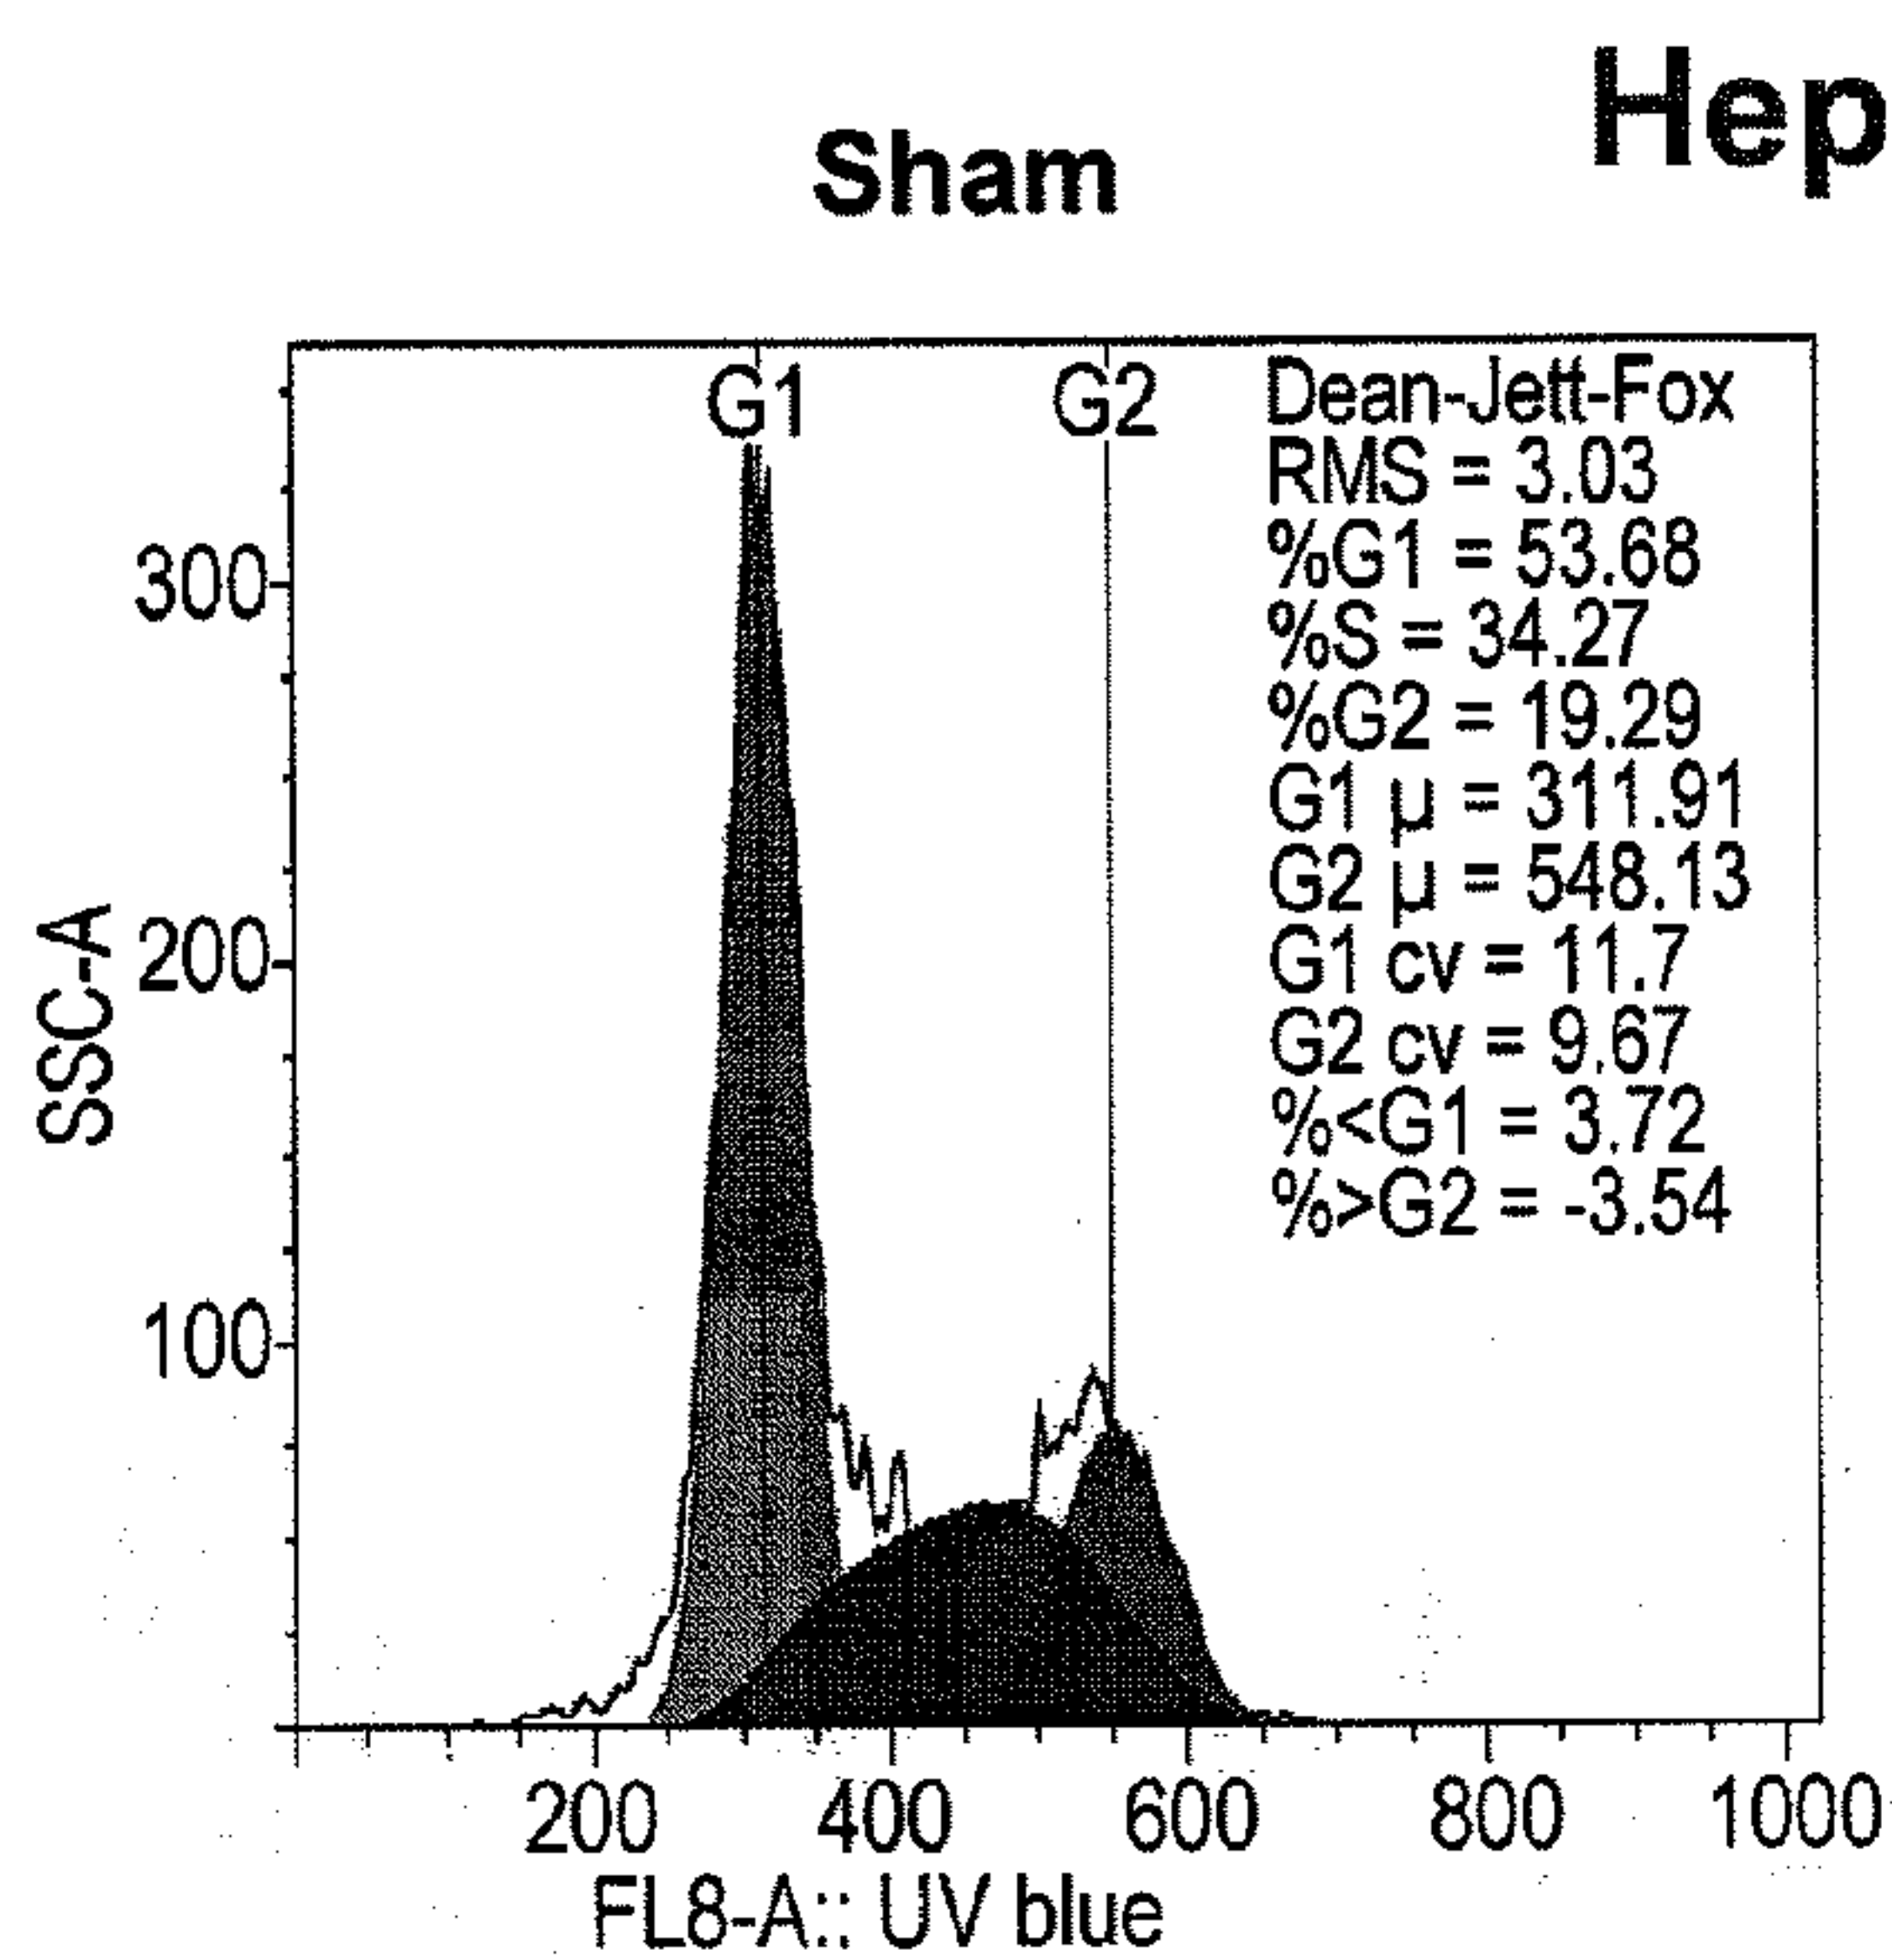 Hep
Sham
G1
G2
Dean-Jett-Fox
RMS = 3.03
%G1 = 53.68
%S = 34.27
%G2 = 19.29
G1 µ = 311.91
G2 µ = 548.13
G1 cv = 11.7
G2 cv = 9.67
%<G1 = 3.72
%>G2 = -3.54
SSC-A
300
200
100
200 400 600 800 1000
FL8-A:: UV blue